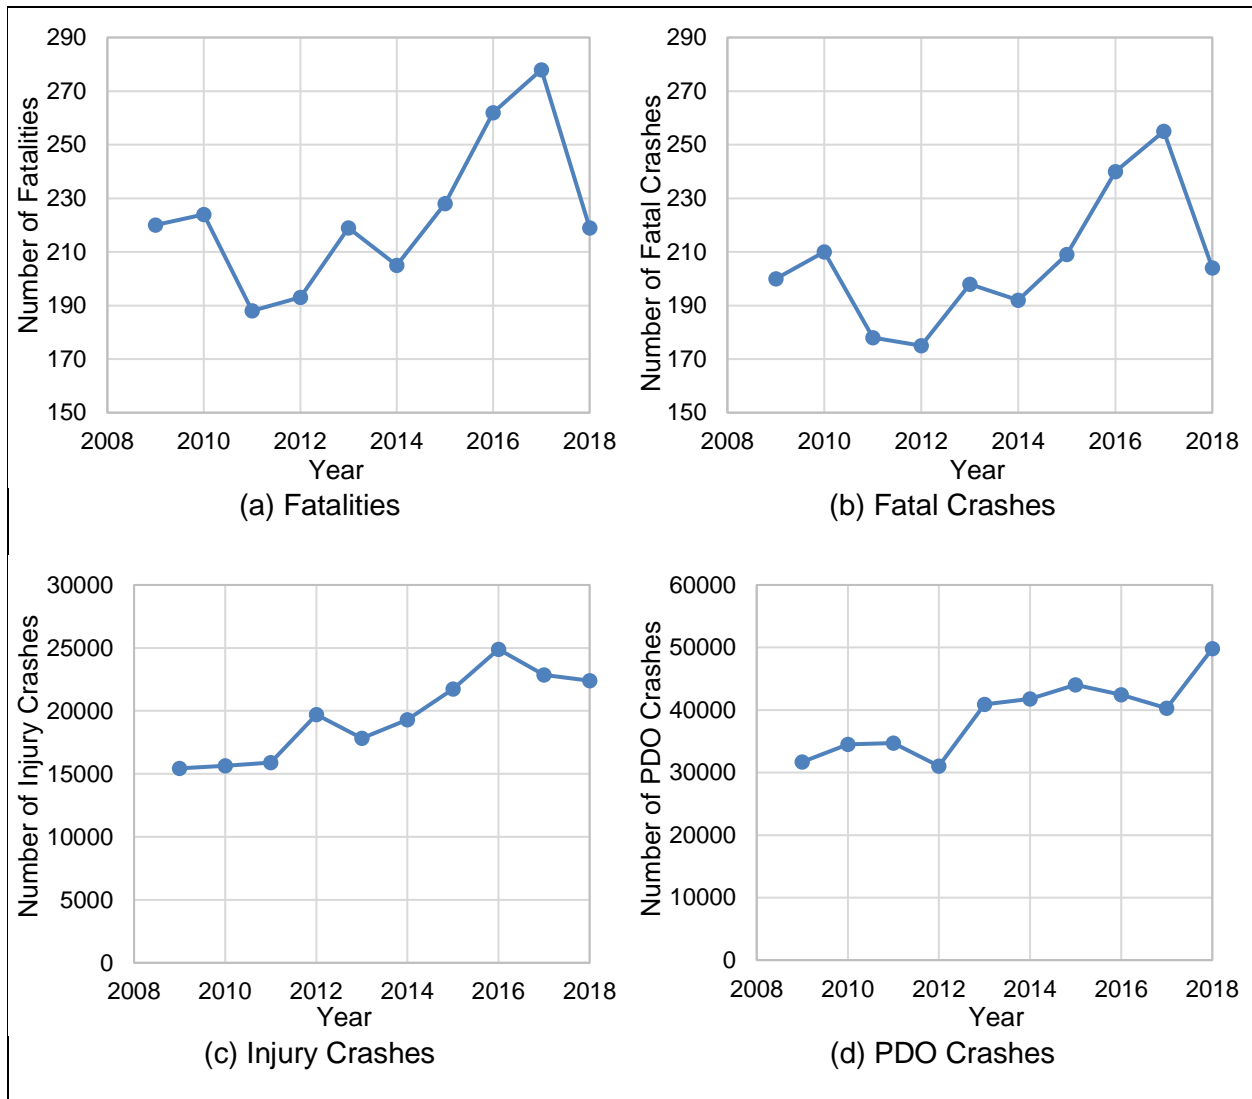 290
270
250
230
210
190
170
150
2008 2010 2012 2014 2016 2018
Number of Fatalities
Year
(a) Fatalities
290
270
250
230
210
190
170
150
2008 2010 2012 2014 2016 2018
Number of Fatal Crashes
Year
(b) Fatal Crashes
30000
25000
20000
15000
10000
5000
0
2008 2010 2012 2014 2016 2018
Number of Injury Crashes
Year
(c) Injury Crashes
60000
50000
40000
30000
20000
10000
0
2008 2010 2012 2014 2016 2018
Number of PDO Crashes
Year
(d) PDO Crashes